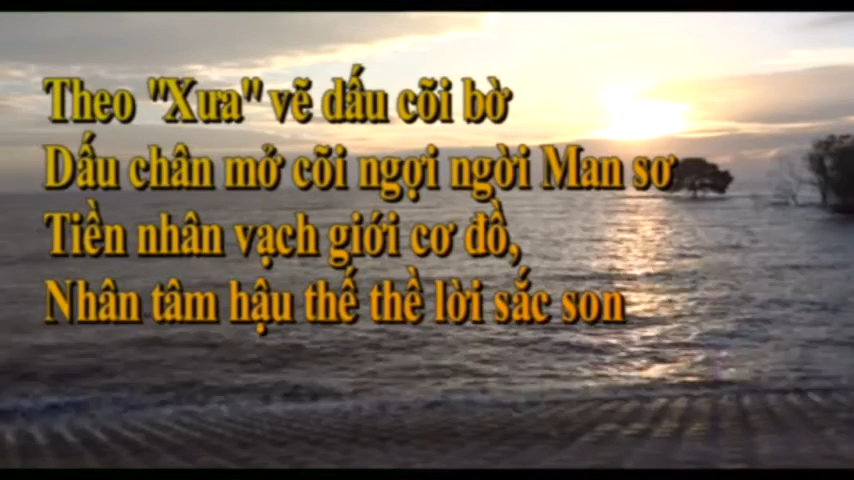 Theo "Xưa" vẽ dấu cõi bờ
Dấu chân mở cõi ngợi ngời Man sơ
Tiền nhân vạch giới cơ đồ,
Nhân tâm hậu thế thề lời sắc son